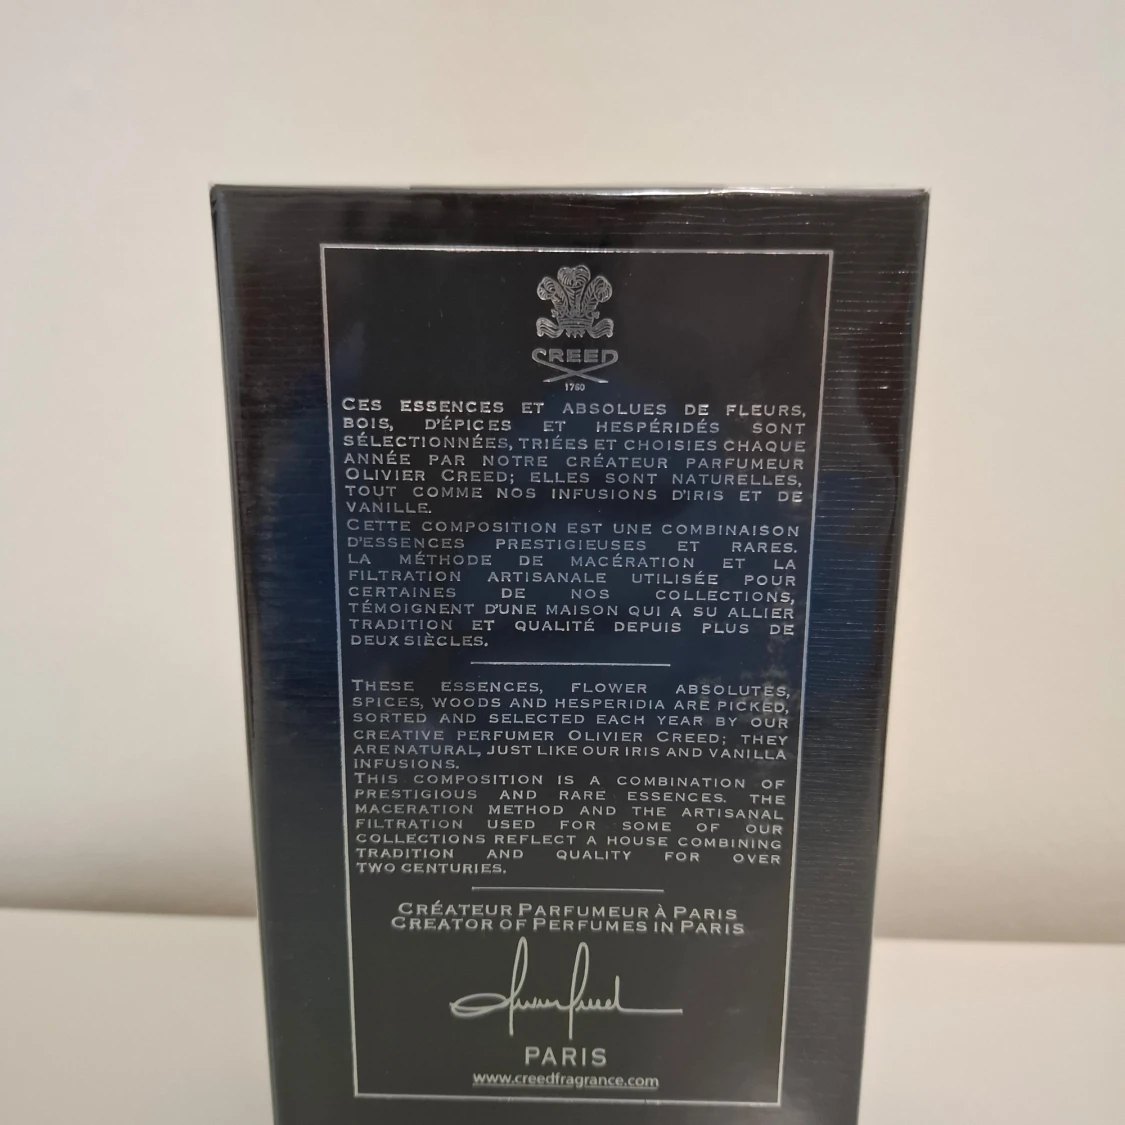 CREED
1760
CES ESSENCES ET ABSOLUES DE FLEURS,
BOIS, D'ÉPICES ET HESPÉRIDÉS SONT
SÉLECTIONNÉES, TRIÉES ET CHOISIES CHAQUE
ANNÉE PAR NOTRE CRÉATEUR PARFUMEUR
OLIVIER CREED; ELLES SONT NATURELLES,
TOUT COMME NOS INFUSIONS D'IRIS ET DE
VANILLE.
CETTE COMPOSITION EST UNE COMBINAISON
D'ESSENCES PRESTIGIEUSES ET RARES.
LA MÉTHODE DE MACÉRATION ET LA
FILTRATION ARTISANALE UTILISÉE POUR
CERTAINES DE NOS COLLECTIONS,
TÉMOIGNENT D'UNE MAISON QUI A SU ALLIER
TRADITION ET QUALITÉ DEPUIS PLUS DE
DEUX SIÈCLES.
THESE ESSENCES, FLOWER ABSOLUTES,
SPICES, WOODS AND HESPERIDIA ARE PICKED,
SORTED AND SELECTED EACH YEAR BY OUR
CREATIVE PERFUMER OLIVIER CREED; THEY
ARE NATURAL, JUST LIKE OUR IRIS AND VANILLA
INFUSIONS.
THIS COMPOSITION IS A COMBINATION OF
PRESTIGIOUS AND RARE ESSENCES. THE
MACERATION METHOD AND THE ARTISANAL
FILTRATION USED FOR SOME OF OUR
COLLECTIONS REFLECT A HOUSE COMBINING
TRADITION AND QUALITY FOR OVER
TWO CENTURIES.
CRÉATEUR PARFUMEUR À PARIS
CREATOR OF PERFUMES IN PARIS
Olivier Creed
PARIS
www.creedfragrance.com